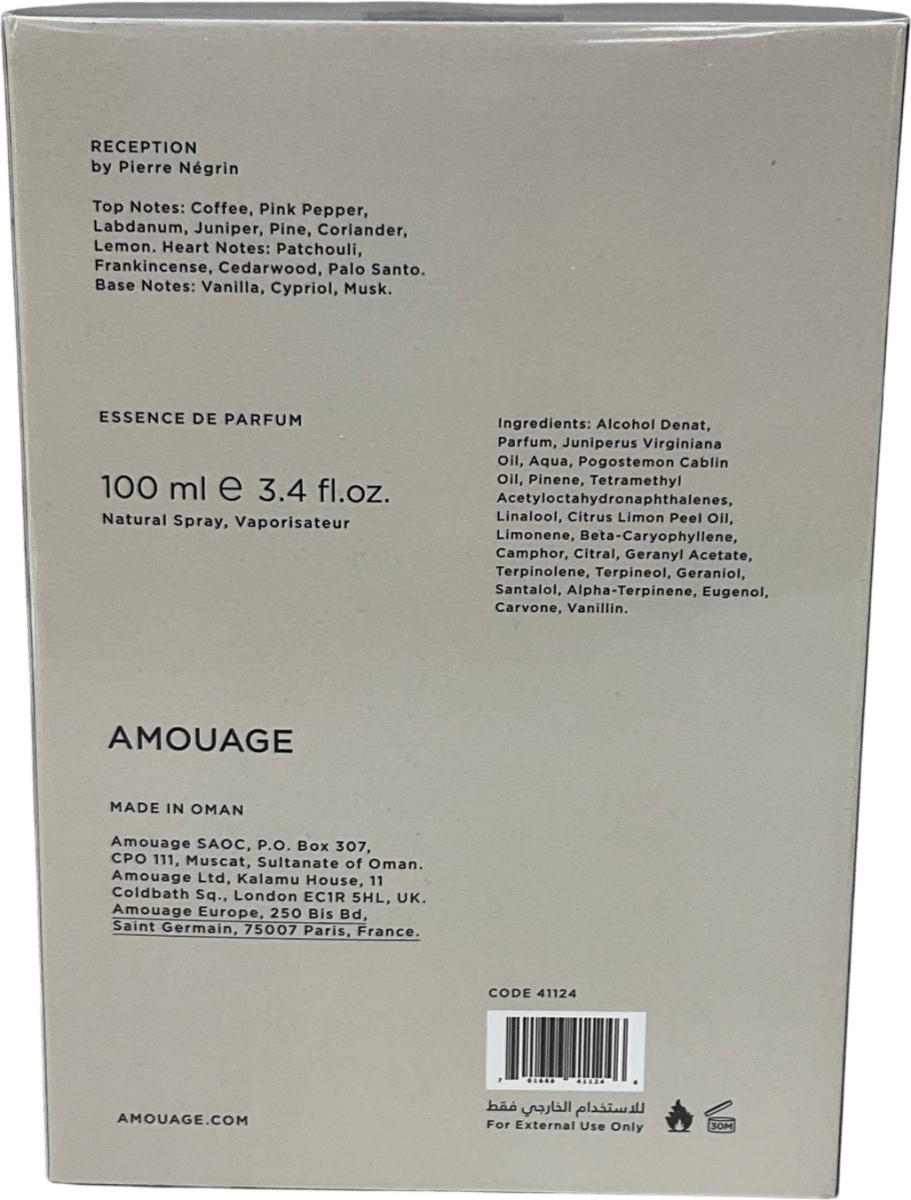 RECEPTION
by Pierre Négrin
Top Notes: Coffee, Pink Pepper,
Labdanum, Juniper, Pine, Coriander,
Lemon. Heart Notes: Patchouli,
Frankincense, Cedarwood, Palo Santo.
Base Notes: Vanilla, Cypriol, Musk.
ESSENCE DE PARFUM
100 ml ℮ 3.4 fl.oz.
Natural Spray, Vaporisateur
Ingredients: Alcohol Denat,
Parfum, Juniperus Virginiana
Oil, Aqua, Pogostemon Cablin
Oil, Pinene, Tetramethyl
Acetyloctahydronaphthalenes,
Linalool, Citrus Limon Peel Oil,
Limonene, Beta-Caryophyllene,
Camphor, Citral, Geranyl Acetate,
Terpinolene, Terpineol, Geraniol,
Santalol, Alpha-Terpinene, Eugenol,
Carvone, Vanillin.
AMOUAGE
MADE IN OMAN
Amouage SAOC, P.O. Box 307,
CPO 111, Muscat, Sultanate of Oman.
Amouage Ltd, Kalamu House, 11
Coldbath Sq., London EC1R 5HL, UK.
Amouage Europe, 250 Bis Bd,
Saint Germain, 75007 Paris, France.
CODE 41124
7 01666 41124 6
للاستخدام الخارجي فقط
For External Use Only
30M
AMOUAGE.COM